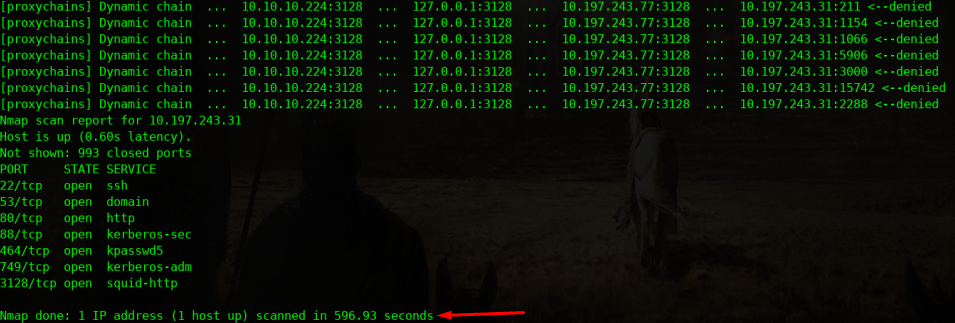 [proxychains] Dynamic chain  ...  10.10.10.224:3128  ...  127.0.0.1:3128  ...  10.197.243.77:3128  ...  10.197.243.31:211 <--denied
[proxychains] Dynamic chain  ...  10.10.10.224:3128  ...  127.0.0.1:3128  ...  10.197.243.77:3128  ...  10.197.243.31:1154 <--denied
[proxychains] Dynamic chain  ...  10.10.10.224:3128  ...  127.0.0.1:3128  ...  10.197.243.77:3128  ...  10.197.243.31:1066 <--denied
[proxychains] Dynamic chain  ...  10.10.10.224:3128  ...  127.0.0.1:3128  ...  10.197.243.77:3128  ...  10.197.243.31:5906 <--denied
[proxychains] Dynamic chain  ...  10.10.10.224:3128  ...  127.0.0.1:3128  ...  10.197.243.77:3128  ...  10.197.243.31:3000 <--denied
[proxychains] Dynamic chain  ...  10.10.10.224:3128  ...  127.0.0.1:3128  ...  10.197.243.77:3128  ...  10.197.243.31:15742 <--denied
[proxychains] Dynamic chain  ...  10.10.10.224:3128  ...  127.0.0.1:3128  ...  10.197.243.77:3128  ...  10.197.243.31:2288 <--denied
Nmap scan report for 10.197.243.31
Host is up (0.60s latency).
Not shown: 993 closed ports
PORT     STATE SERVICE
22/tcp   open  ssh
53/tcp   open  domain
80/tcp   open  http
88/tcp   open  kerberos-sec
464/tcp  open  kpasswd5
749/tcp  open  kerberos-adm
3128/tcp open  squid-http
Nmap done: 1 IP address (1 host up) scanned in 596.93 seconds